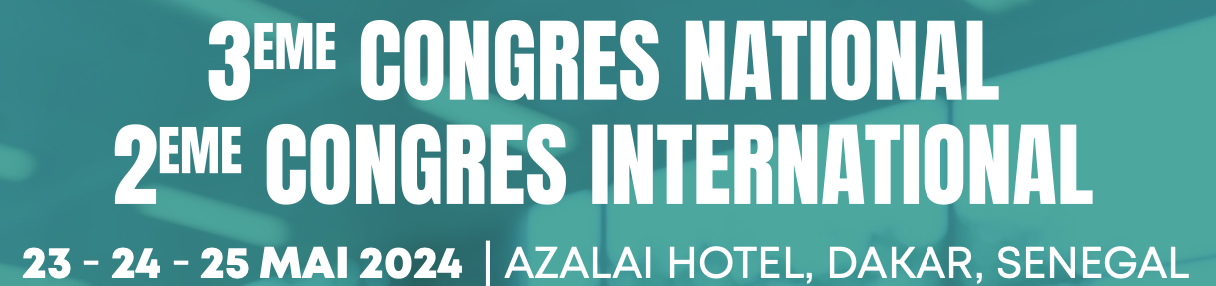 3EME CONGRES NATIONAL
2EME CONGRES INTERNATIONAL
23 - 24 - 25 MAI 2024 | AZALAI HOTEL, DAKAR, SENEGAL